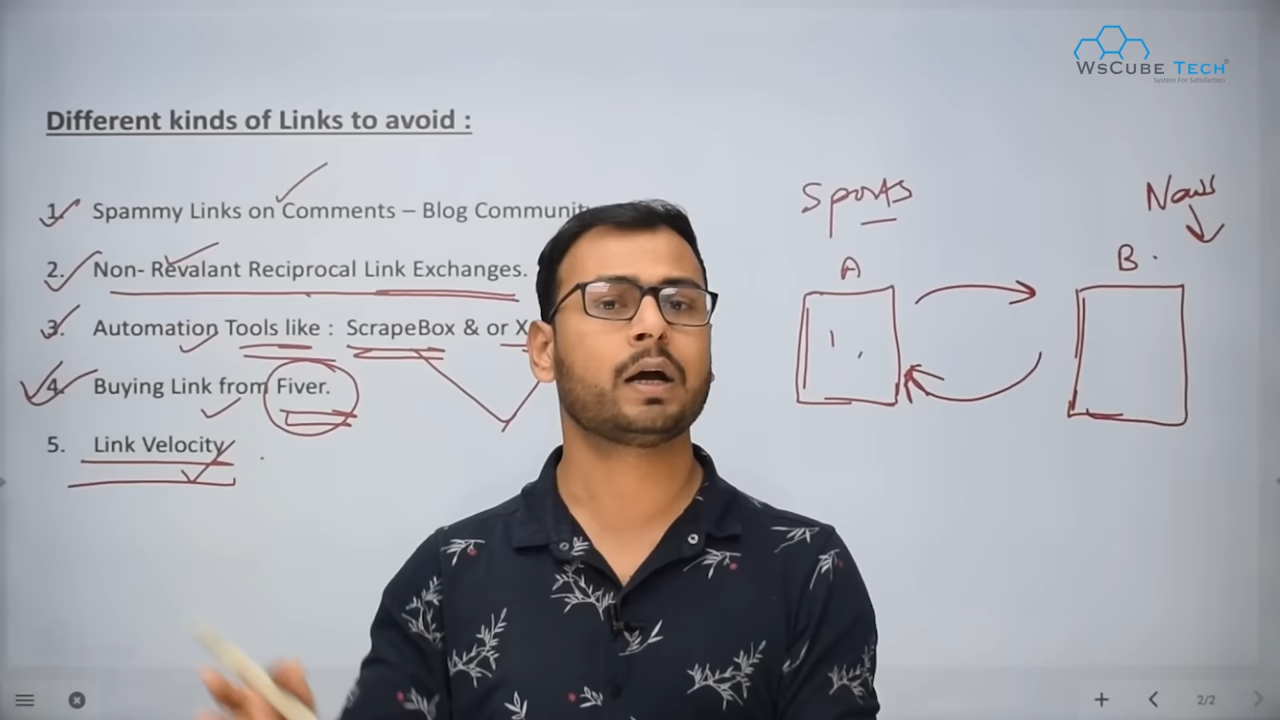 WsCube Tech
System For Satisfaction
Different kinds of Links to avoid :
1. Spammy Links on Comments – Blog Community
2. Non- Revalant Reciprocal Link Exchanges.
3. Automation Tools like : ScrapeBox & or X
4. Buying Link from Fiver.
5. Link Velocity
Sports
News
A
B
2/2